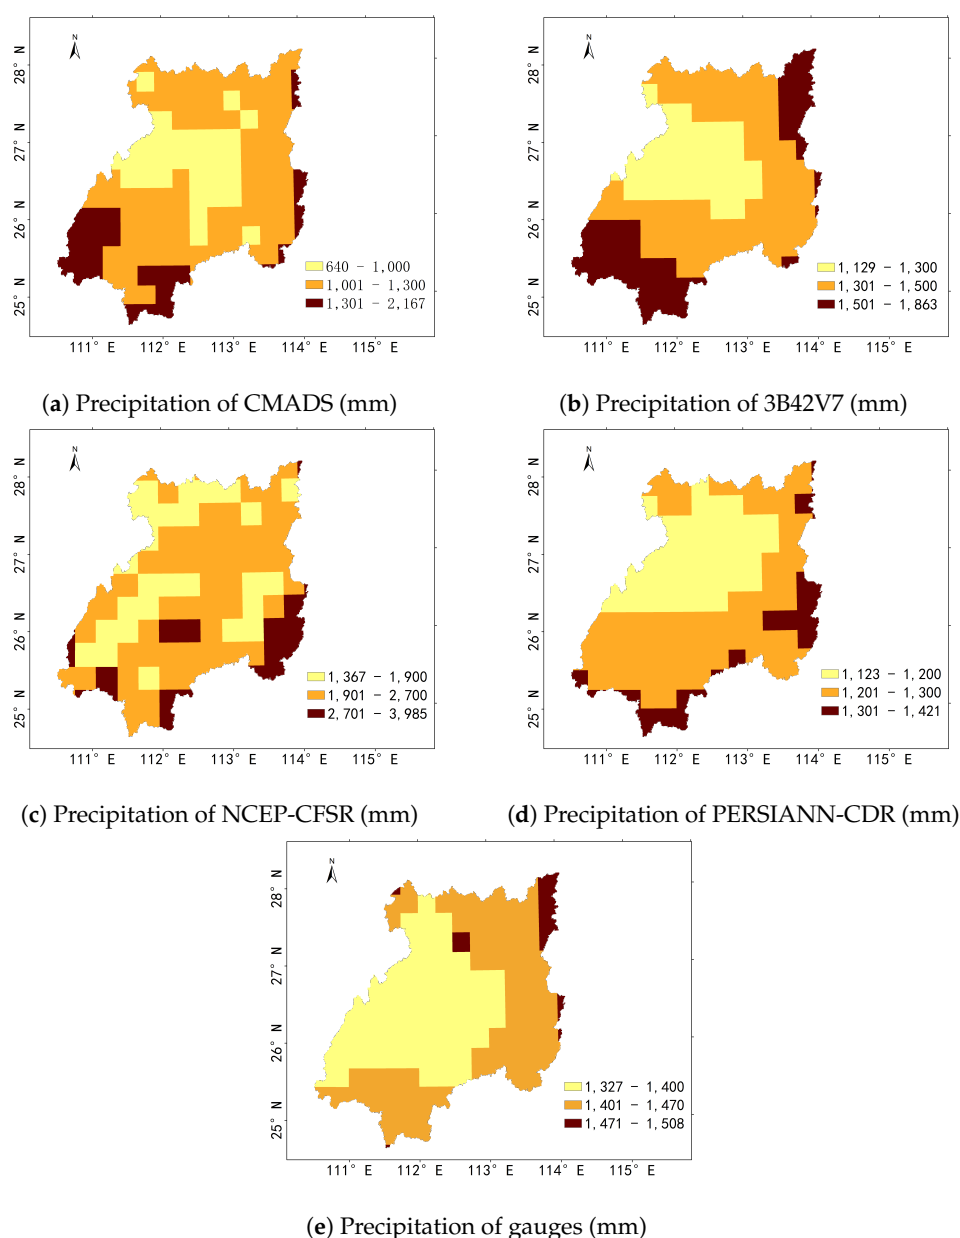 N
28° N
27° N
26° N
25° N
640 - 1,000
1,001 - 1,300
1,301 - 2,167
111° E 112° E 113° E 114° E 115° E
(a) Precipitation of CMADS (mm)
N
28° N
27° N
26° N
25° N
1,129 - 1,300
1,301 - 1,500
1,501 - 1,863
111° E 112° E 113° E 114° E 115° E
(b) Precipitation of 3B42V7 (mm)
N
28° N
27° N
26° N
25° N
1,367 - 1,900
1,901 - 2,700
2,701 - 3,985
111° E 112° E 113° E 114° E 115° E
(c) Precipitation of NCEP-CFSR (mm)
N
28° N
27° N
26° N
25° N
1,123 - 1,200
1,201 - 1,300
1,301 - 1,421
111° E 112° E 113° E 114° E 115° E
(d) Precipitation of PERSIANN-CDR (mm)
N
28° N
27° N
26° N
25° N
1,327 - 1,400
1,401 - 1,470
1,471 - 1,508
111° E 112° E 113° E 114° E 115° E
(e) Precipitation of gauges (mm)